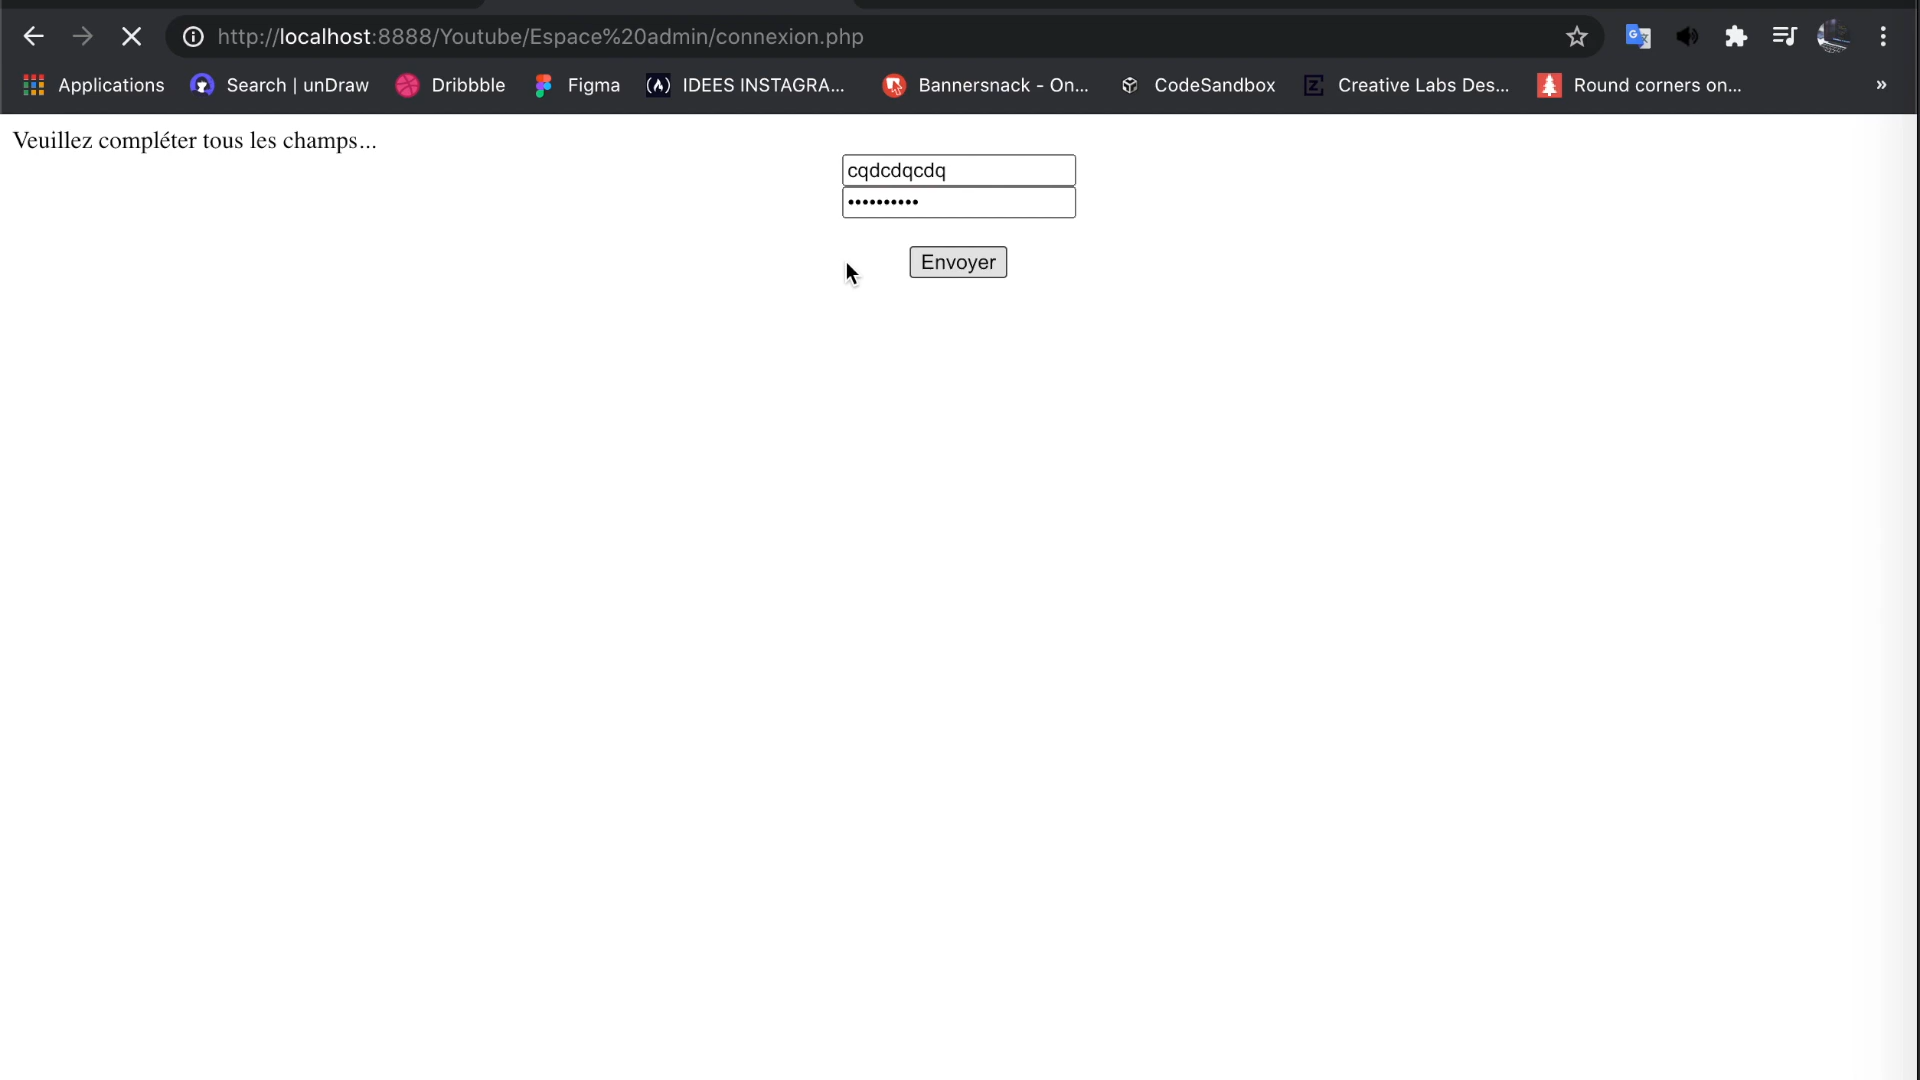 http://localhost:8888/Youtube/Espace%20admin/connexion.php
Applications Search | unDraw Dribbble Figma IDEES INSTAGRA... Bannersnack - On... CodeSandbox Creative Labs Des... Round corners on... »
Veuillez compléter tous les champs...
cqdcdqcdq
••••••••••
Envoyer